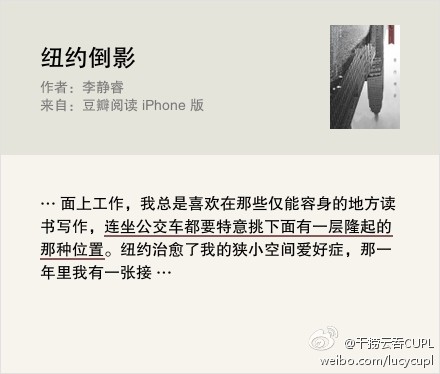 纽约倒影
作者：李静睿
来自：豆瓣阅读 iPhone 版
… 面上工作，我总是喜欢在那些仅能容身的地方读
书写作，连坐公交车都要特意挑下面有一层隆起的
那种位置。纽约治愈了我的狭小空间爱好症，那一
年里我有一张接 …
@干捞云吞CUPL
weibo.com/lucycupl